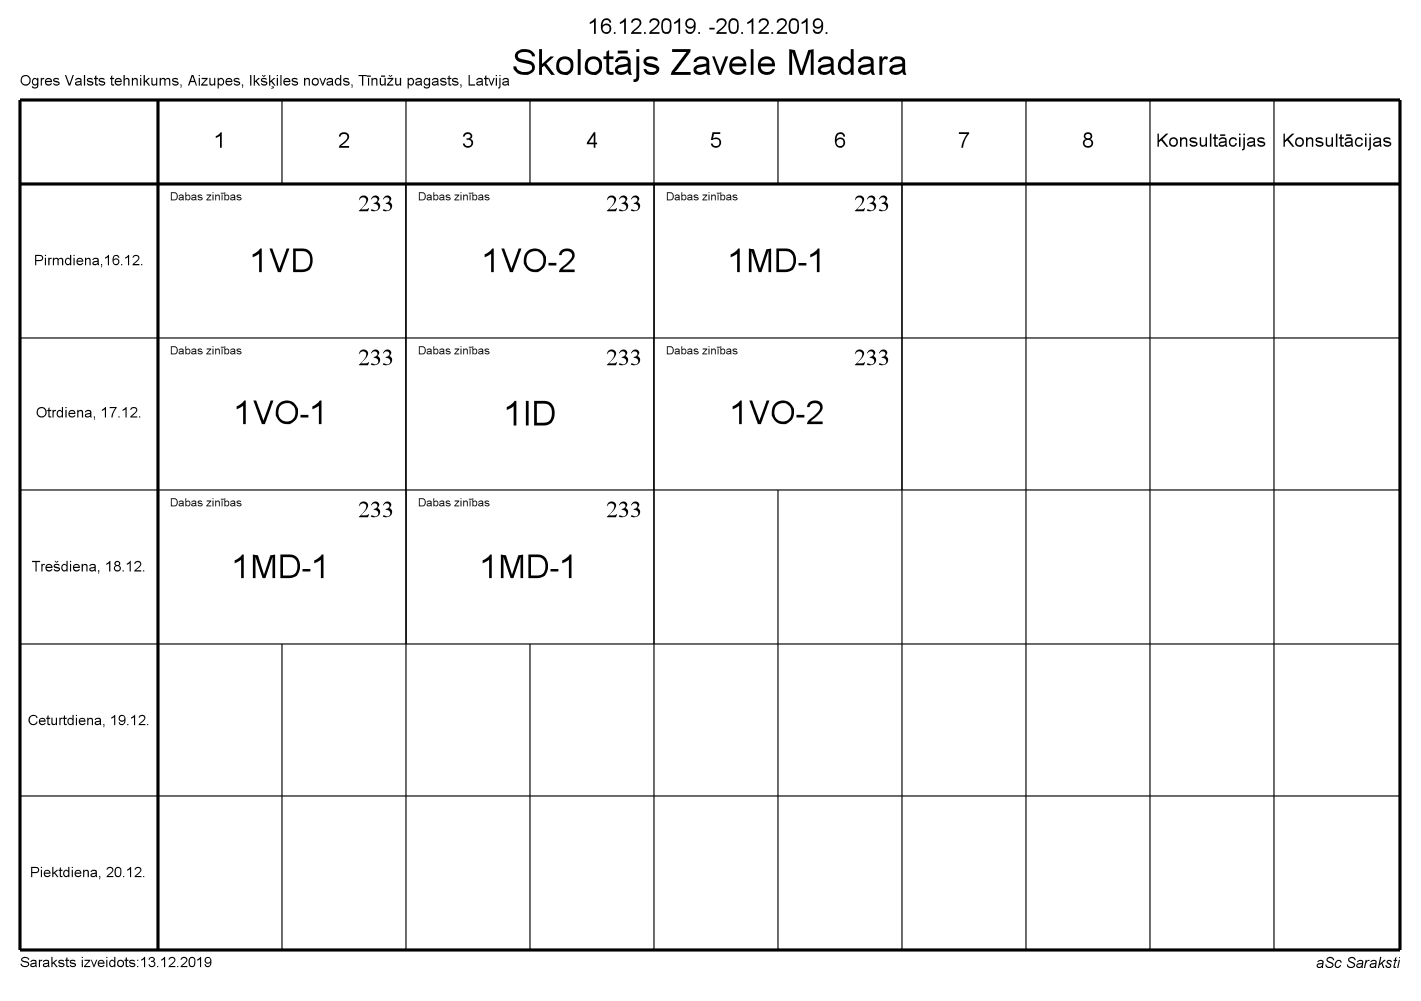 16.12.2019. -20.12.2019.
Skolotājs Zavele Madara
Ogres Valsts tehnikums, Aizupes, Ikšķiles novads, Tīnūžu pagasts, Latvija
1 2 3 4 5 6 7 8 Konsultācijas Konsultācijas
Dabas zinības 233 Dabas zinības 233 Dabas zinības 233
Pirmdiena,16.12. 1VD 1VO-2 1MD-1
Dabas zinības 233 Dabas zinības 233 Dabas zinības 233
Otrdiena, 17.12. 1VO-1 1ID 1VO-2
Dabas zinības 233 Dabas zinības 233
Trešdiena, 18.12. 1MD-1 1MD-1
Ceturtdiena, 19.12.
Piektdiena, 20.12.
Saraksts izveidots:13.12.2019 aSc Saraksti